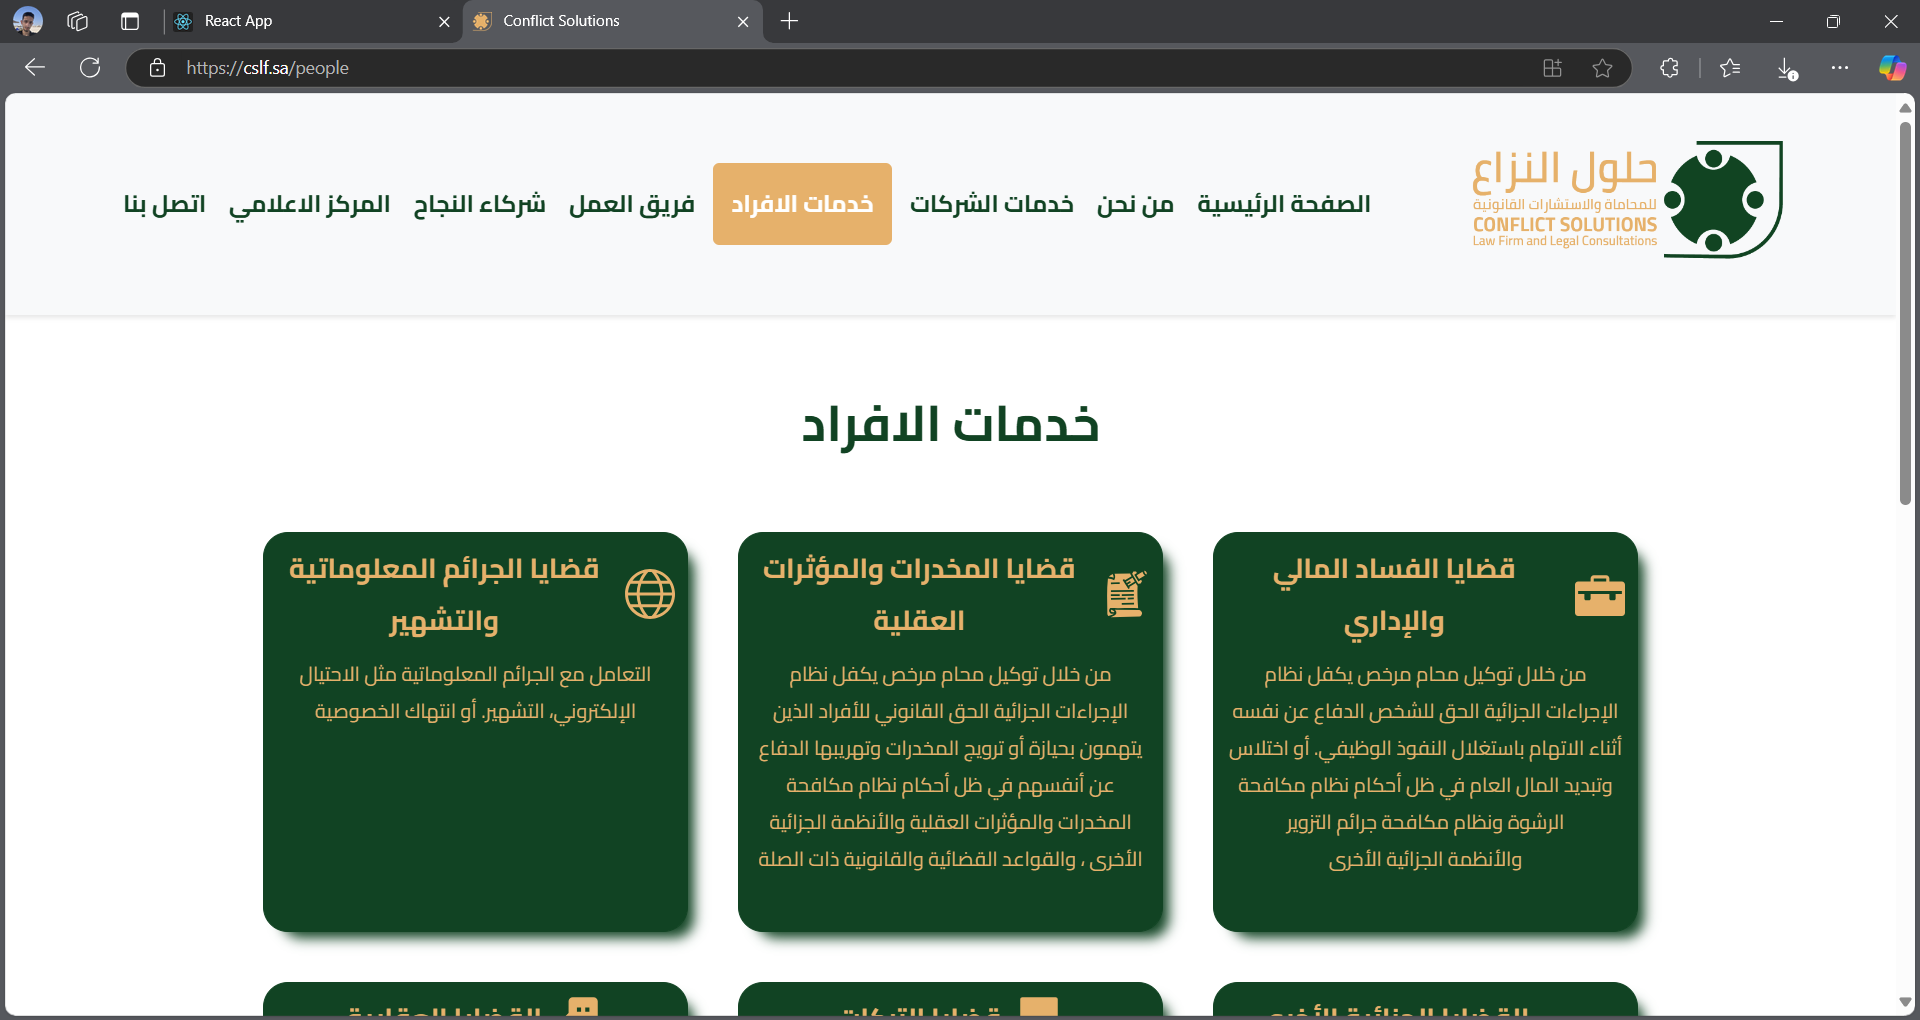 React App
Conflict Solutions
https://cslf.sa/people
حلول النزاع
للمحاماة والاستشارات القانونية
CONFLICT SOLUTIONS
Law Firm and Legal Consultations
الصفحة الرئيسية
من نحن
خدمات الشركات
خدمات الافراد
فريق العمل
شركاء النجاح
المركز الاعلامي
اتصل بنا
خدمات الافراد
قضايا الفساد المالي
والإداري
من خلال توكيل محام مرخص يكفل نظام
الإجراءات الجزائية الحق للشخص الدفاع عن نفسه
أثناء الاتهام باستغلال النفوذ الوظيفي. أو اختلاس
وتبديد المال العام في ظل أحكام نظام مكافحة
الرشوة ونظام مكافحة جرائم التزوير
والأنظمة الجزائية الأخرى
قضايا المخدرات والمؤثرات
العقلية
من خلال توكيل محام مرخص يكفل نظام
الإجراءات الجزائية الحق القانوني للأفراد الذين
يتهمون بحيازة أو ترويج المخدرات وتهريبها الدفاع
عن أنفسهم في ظل أحكام نظام مكافحة
المخدرات والمؤثرات العقلية والأنظمة الجزائية
الأخرى ، والقواعد القضائية والقانونية ذات الصلة
قضايا الجرائم المعلوماتية
والتشهير
التعامل مع الجرائم المعلوماتية مثل الاحتيال
الإلكتروني، التشهير. أو انتهاك الخصوصية
القضايا الجزائية الأخرى
قضايا التركات
القضايا العقارية